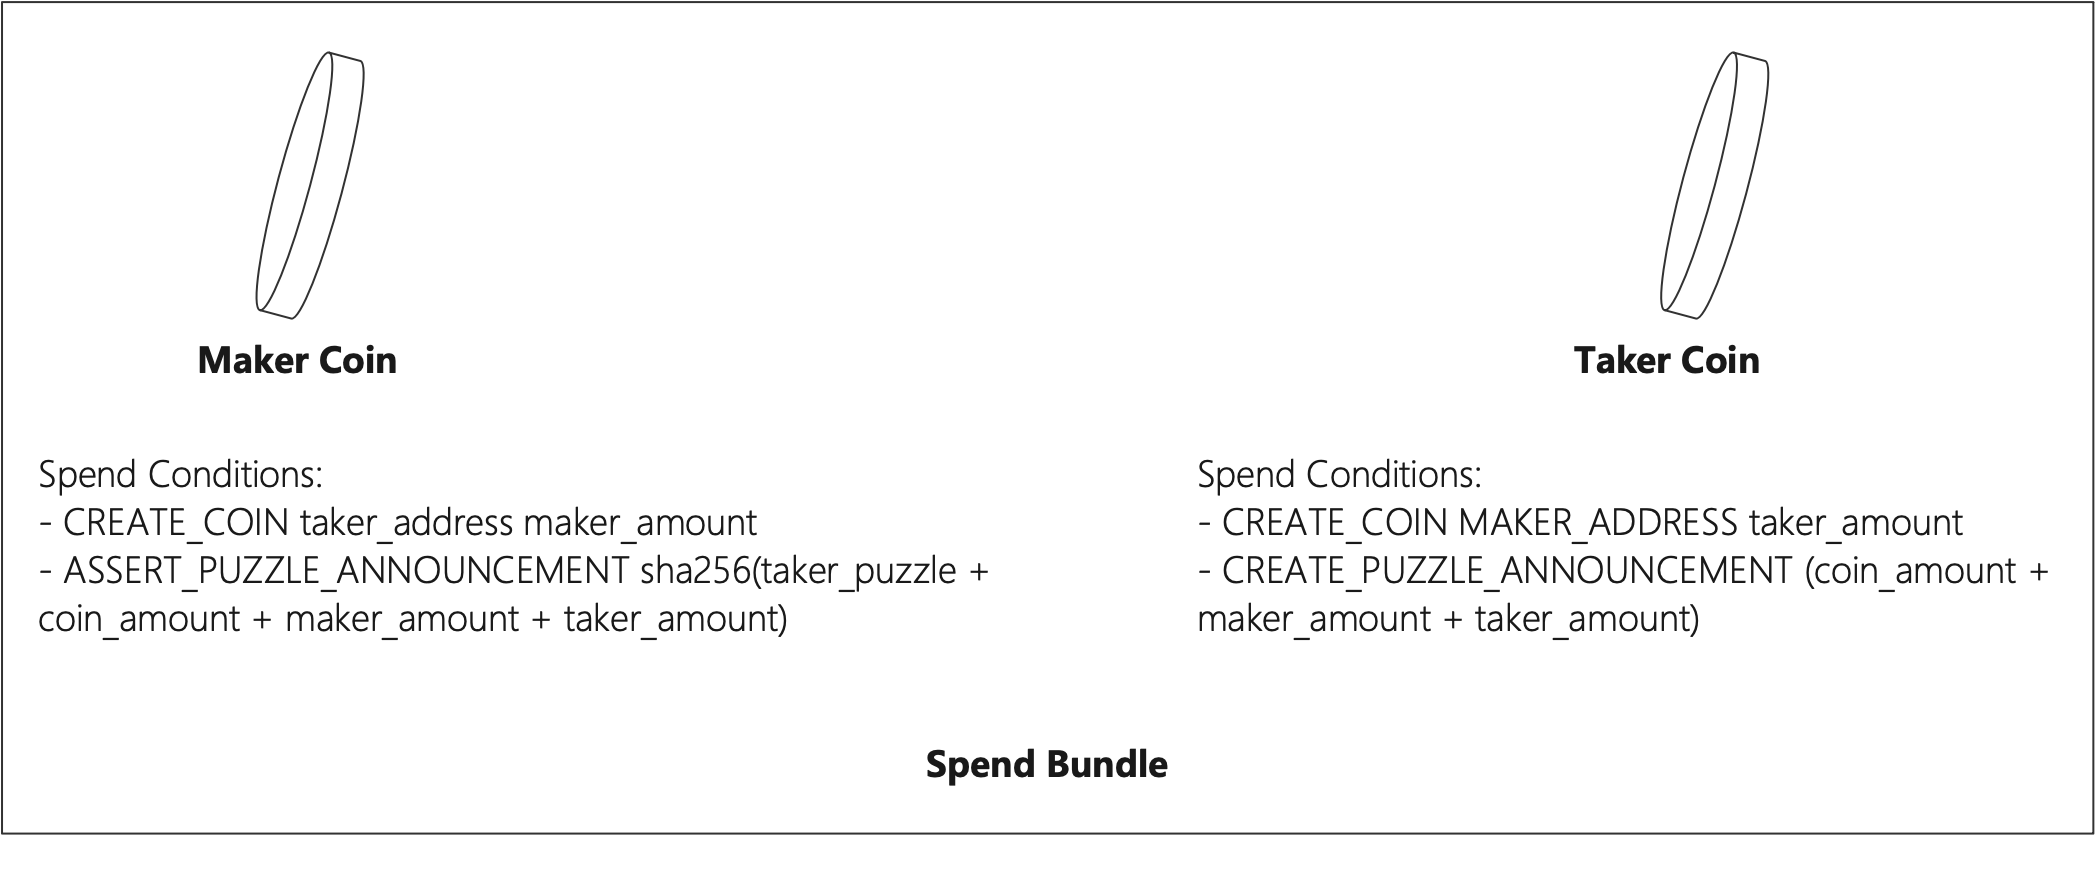 Maker Coin
Taker Coin
Spend Conditions:
- CREATE_COIN taker_address maker_amount
- ASSERT_PUZZLE_ANNOUNCEMENT sha256(taker_puzzle +
coin_amount + maker_amount + taker_amount)
Spend Conditions:
- CREATE_COIN MAKER_ADDRESS taker_amount
- CREATE_PUZZLE_ANNOUNCEMENT (coin_amount +
maker_amount + taker_amount)
Spend Bundle